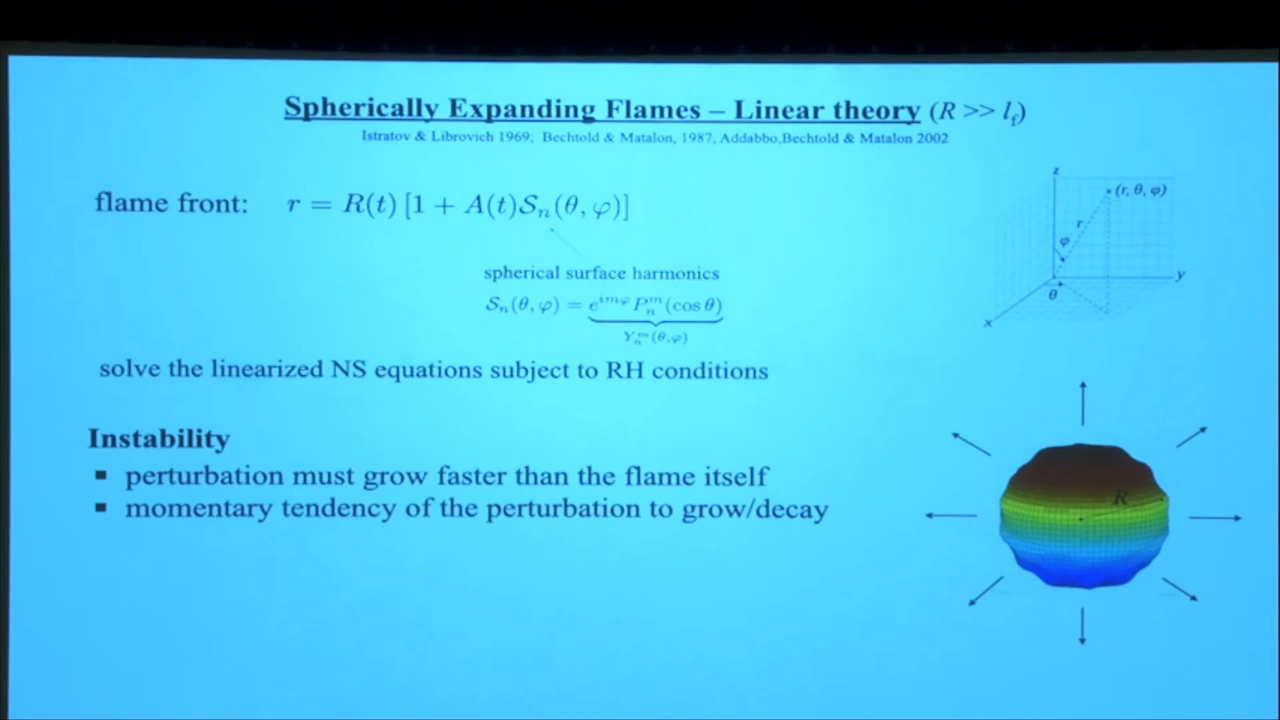 Spherically Expanding Flames – Linear theory (R >> l_f)
Istratov & Librovich 1969; Bechtold & Matalon, 1987, Addabbo,Bechtold & Matalon 2002
flame front: r = R(t) [1 + A(t)𝒮_n(θ, φ)]
spherical surface harmonics
𝒮_n(θ, φ) = e^{imφ} P_n^m(cos θ)
Y_n^m(θ,φ)
solve the linearized NS equations subject to RH conditions
Instability
▪ perturbation must grow faster than the flame itself
▪ momentary tendency of the perturbation to grow/decay
z
(r, θ, φ)
r
φ
y
θ
x
R